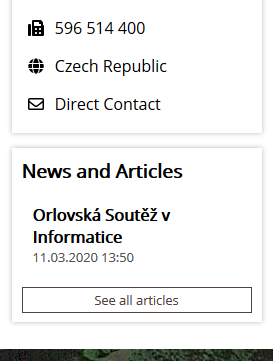 596 514 400
Czech Republic
Direct Contact
News and Articles
Orlovská Soutěž v
Informatice
11.03.2020 13:50
See all articles